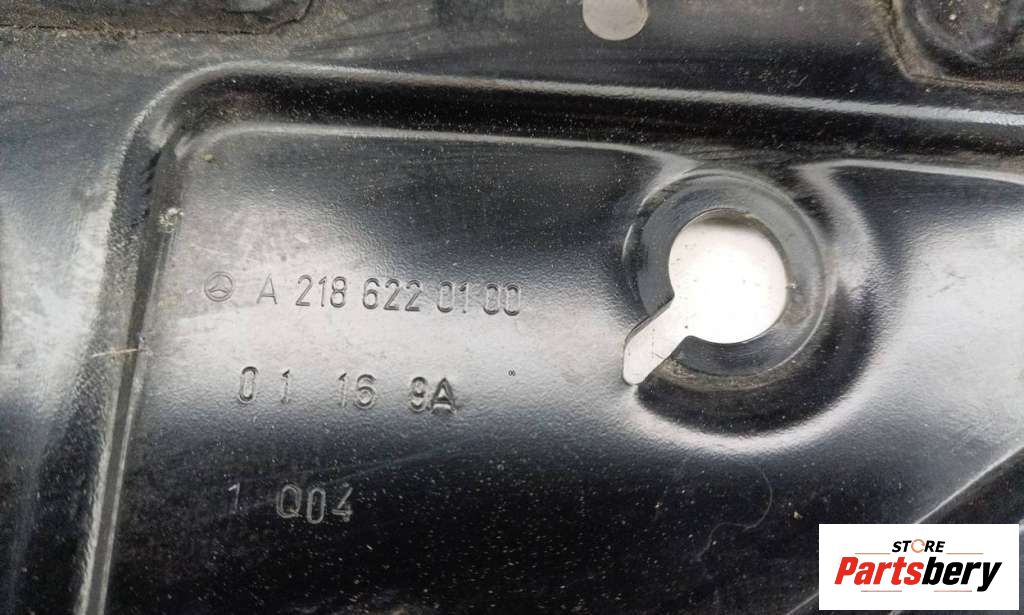 A 218 622 01 00
01 16 9A
1 Q04
STORE
Partsbery